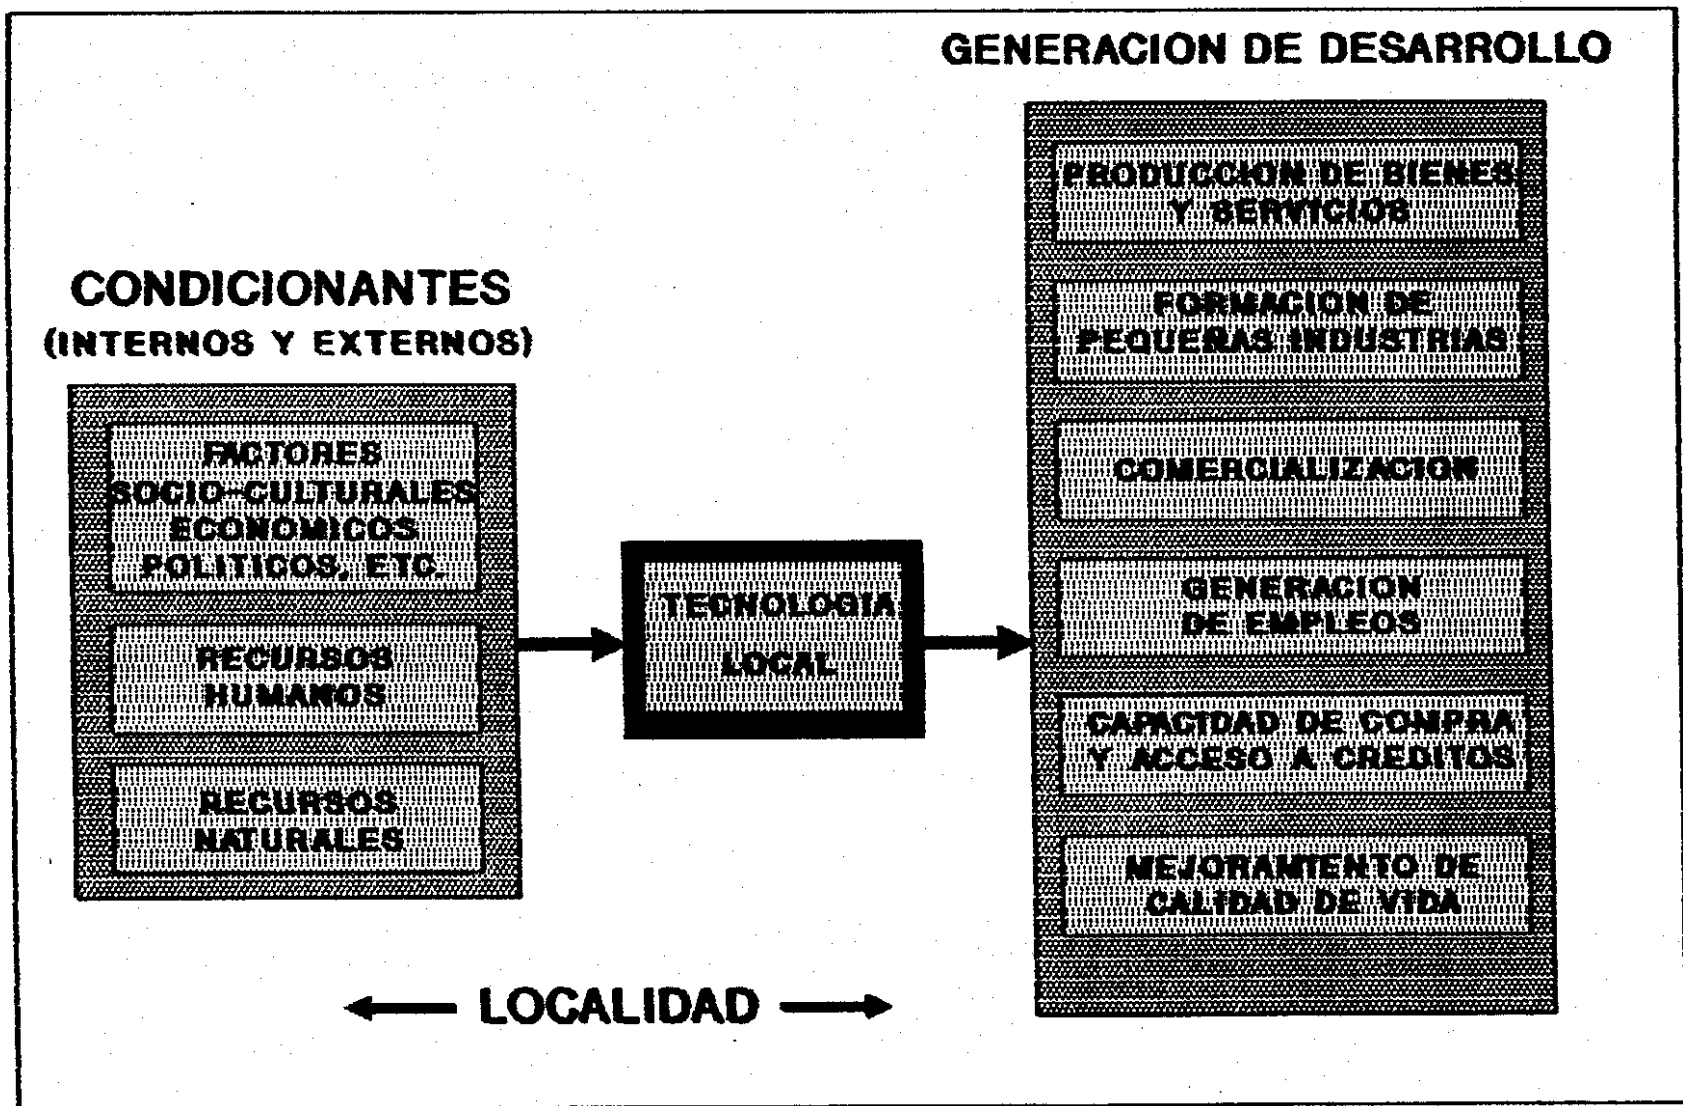 GENERACION DE DESARROLLO
PRODUCCION DE BIENES
Y SERVICIOS
FORMACION DE
PEQUEÑAS INDUSTRIAS
COMERCIALIZACION
GENERACION
DE EMPLEOS
CAPACIDAD DE COMPRA
Y ACCESO A CREDITOS
MEJORAMIENTO DE
CALIDAD DE VIDA
CONDICIONANTES
(INTERNOS Y EXTERNOS)
FACTORES
SOCIO-CULTURALES
ECONOMICOS
POLITICOS, ETC.
RECURSOS
HUMANOS
RECURSOS
NATURALES
TECNOLOGIA
LOCAL
LOCALIDAD